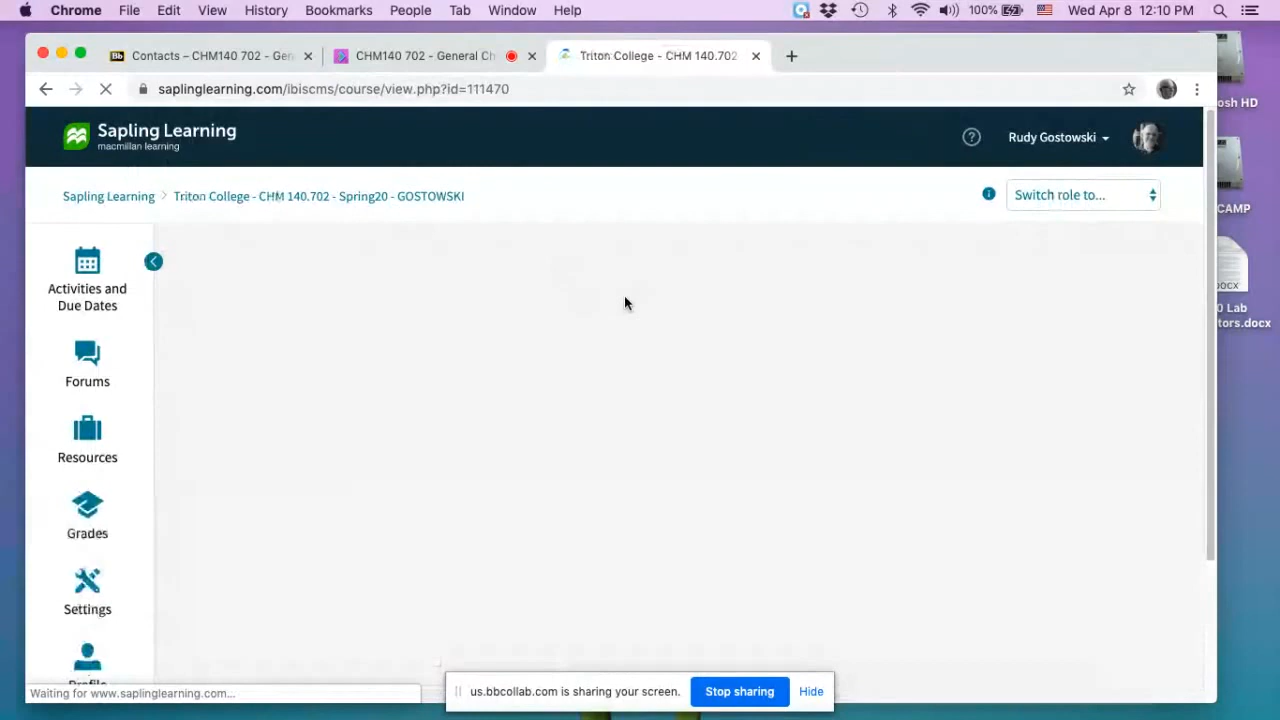 Chrome File Edit View History Bookmarks People Tab Window Help 100% Wed Apr 8 12:10 PM
Contacts – CHM140 702 - Gen
CHM140 702 - General Ch
Triton College - CHM 140.702
saplinglearning.com/ibiscms/course/view.php?id=111470
osh HD
Sapling Learning
macmillan learning
Rudy Gostowski
Sapling Learning
Triton College - CHM 140.702 - Spring20 - GOSTOWSKI
Switch role to...
CAMP
Activities and
Due Dates
DOCX
0 Lab
tors.docx
Forums
Resources
Grades
Settings
Profile
us.bbcollab.com is sharing your screen.
Stop sharing
Hide
Waiting for www.saplinglearning.com...